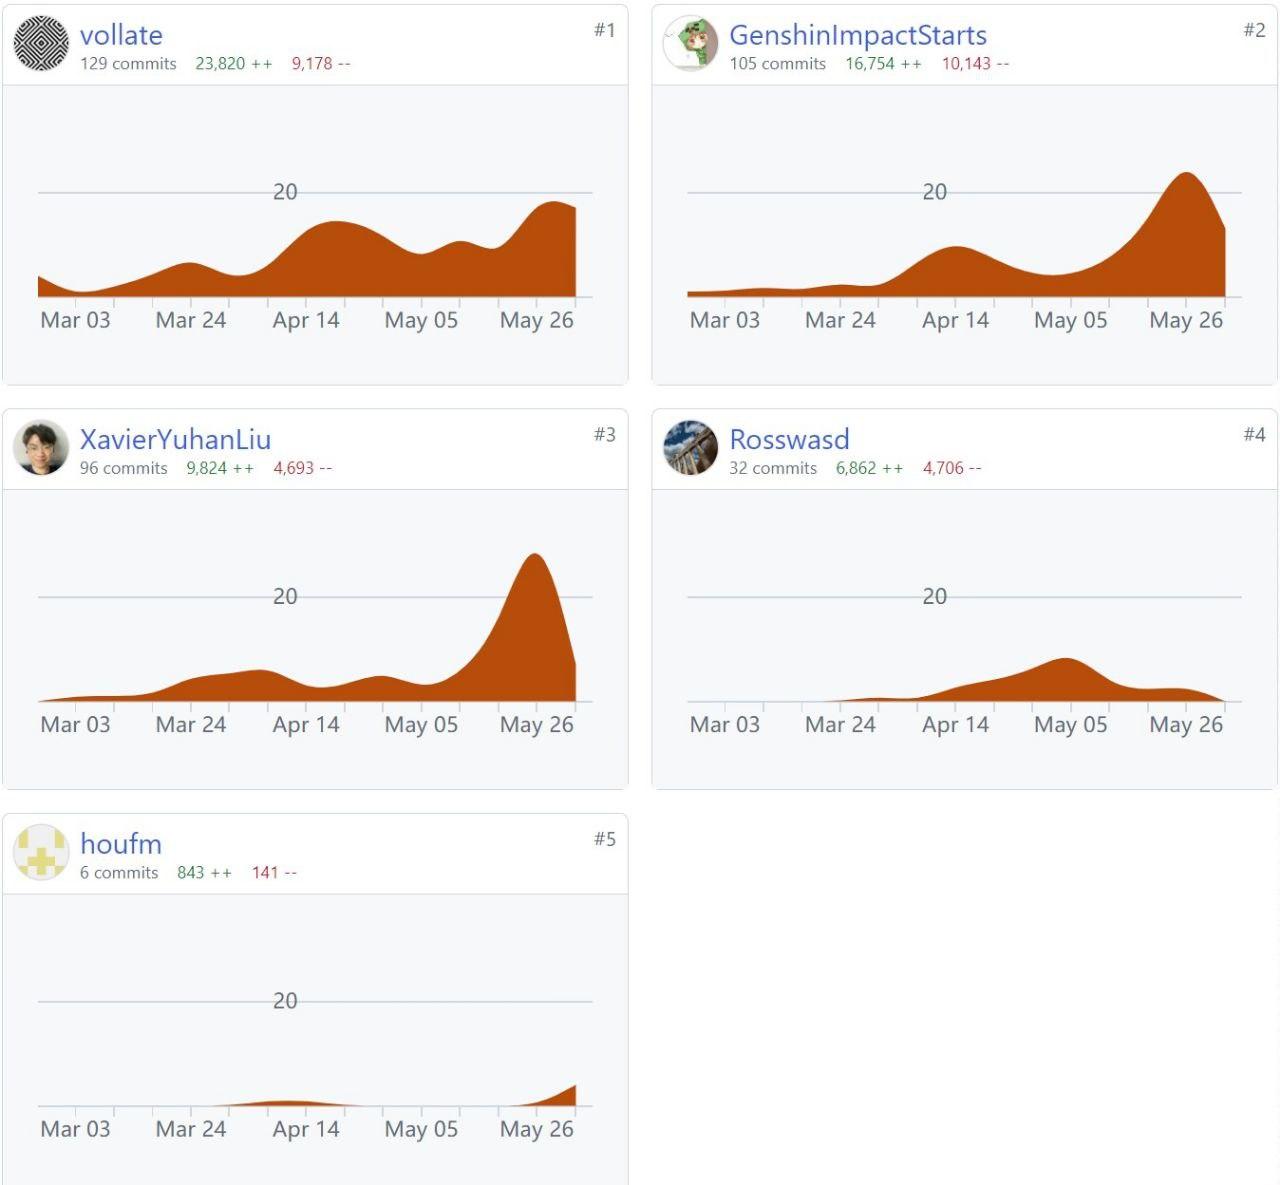 vollate
#1
129 commits 23,820 ++ 9,178 --
20
Mar 03 Mar 24 Apr 14 May 05 May 26
GenshinImpactStarts
#2
105 commits 16,754 ++ 10,143 --
20
Mar 03 Mar 24 Apr 14 May 05 May 26
XavierYuhanLiu
#3
96 commits 9,824 ++ 4,693 --
20
Mar 03 Mar 24 Apr 14 May 05 May 26
Rosswasd
#4
32 commits 6,862 ++ 4,706 --
20
Mar 03 Mar 24 Apr 14 May 05 May 26
houfm
#5
6 commits 843 ++ 141 --
20
Mar 03 Mar 24 Apr 14 May 05 May 26